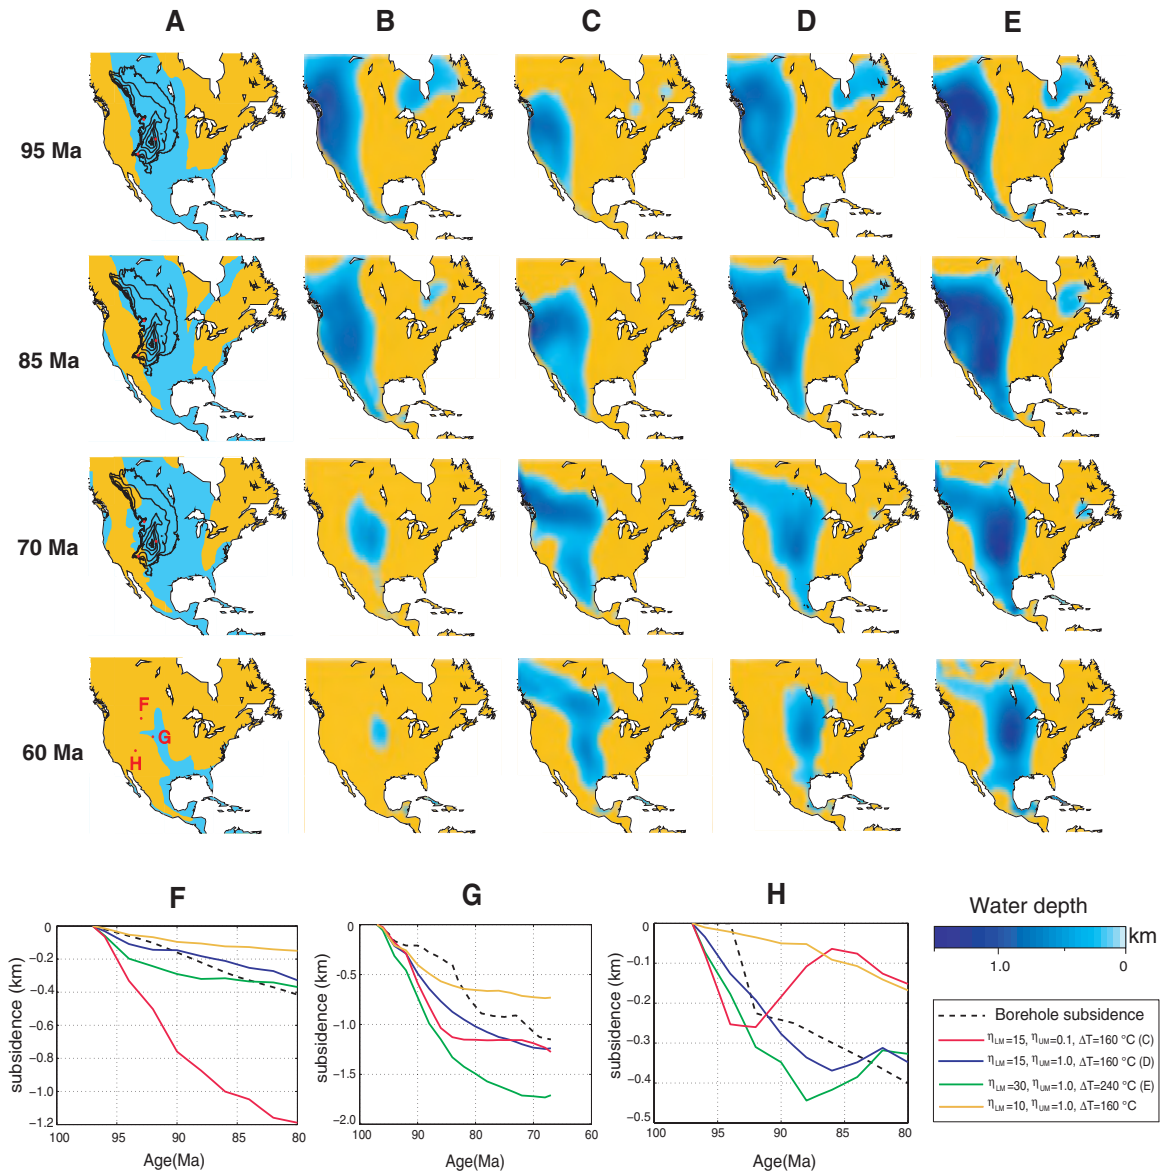 A B C D E
95 Ma
85 Ma
70 Ma
60 Ma
F
G
H
F
subsidence (km)
0
−0.2
−0.4
−0.6
−0.8
−1.0
−1.2
100 95 90 85 80
Age(Ma)
G
subsidence (km)
0
−0.5
−1.0
−1.5
−2.0
100 90 80 70 60
Age(Ma)
H
subsidence (km)
0
−0.1
−0.2
−0.3
−0.4
−0.5
100 95 90 85 80
Age(Ma)
Water depth
km
1.0 0
Borehole subsidence
ηLM=15, ηUM=0.1, ΔT=160 °C (C)
ηLM=15, ηUM=1.0, ΔT=160 °C (D)
ηLM=30, ηUM=1.0, ΔT=240 °C (E)
ηLM=10, ηUM=1.0, ΔT=160 °C